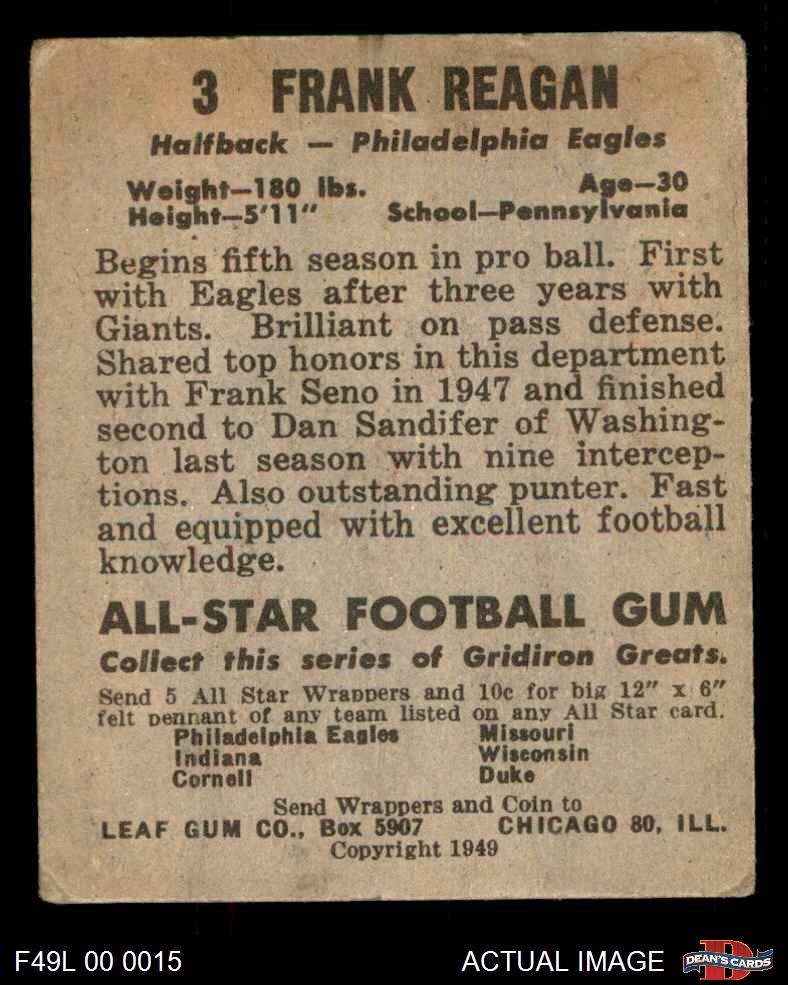 3 FRANK REAGAN
Halfback — Philadelphia Eagles
Weight—180 lbs. Age—30
Height—5'11" School—Pennsylvania
Begins fifth season in pro ball. First
with Eagles after three years with
Giants. Brilliant on pass defense.
Shared top honors in this department
with Frank Seno in 1947 and finished
second to Dan Sandifer of Washing-
ton last season with nine intercep-
tions. Also outstanding punter. Fast
and equipped with excellent football
knowledge.
ALL-STAR FOOTBALL GUM
Collect this series of Gridiron Greats.
Send 5 All Star Wrappers and 10c for big 12" x 6"
felt pennant of any team listed on any All Star card.
Philadelphia Eagles Missouri
Indiana Wisconsin
Cornell Duke
Send Wrappers and Coin to
LEAF GUM CO., Box 5907 CHICAGO 80, ILL.
Copyright 1949
F49L 00 0015 ACTUAL IMAGE D DEAN'S CARDS